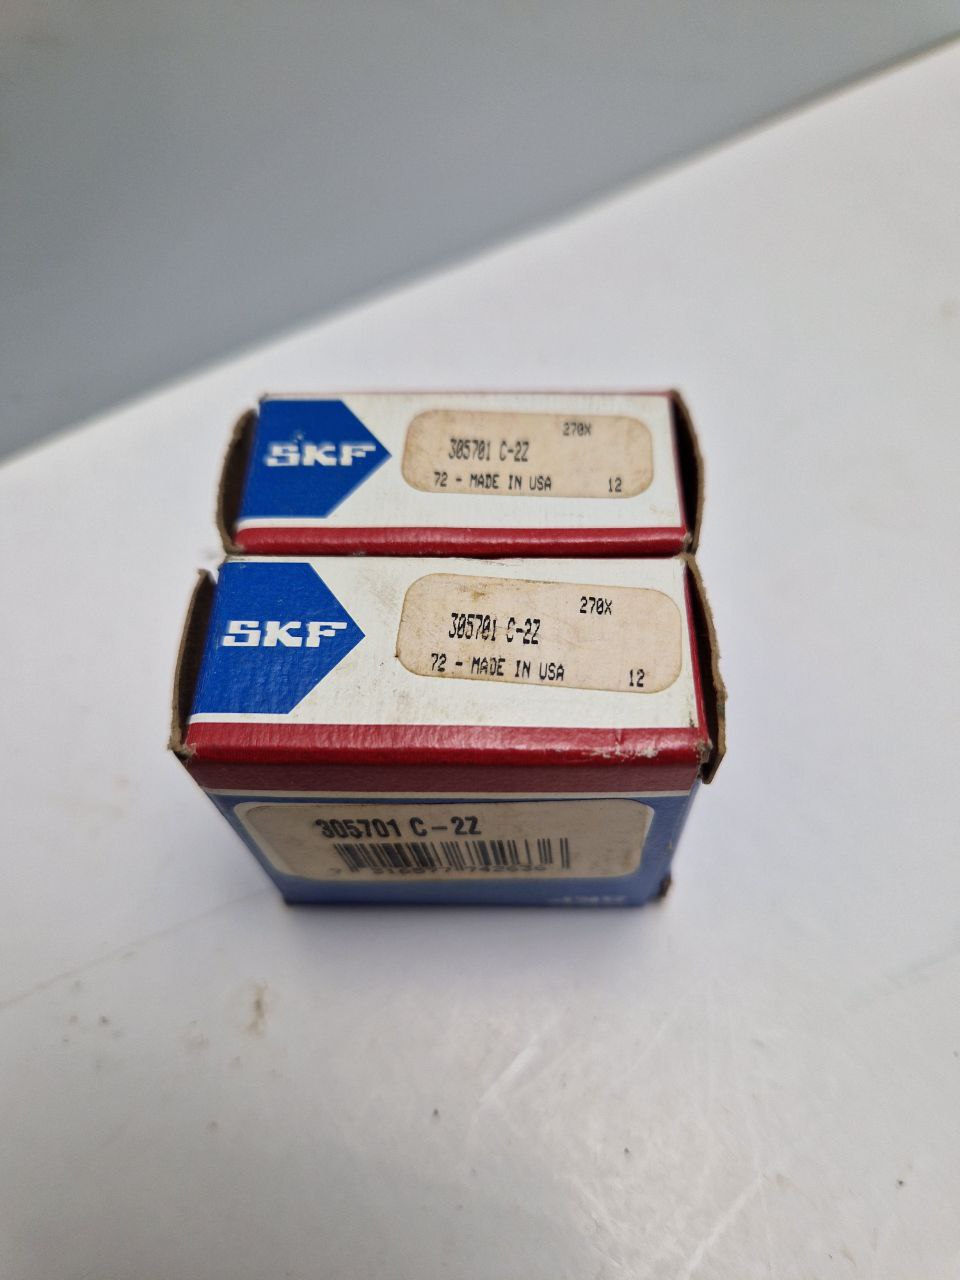 SKF
270X
305701 C-2Z
72 - MADE IN USA 12
SKF
270X
305701 C-2Z
72 - MADE IN USA 12
305701 C-2Z